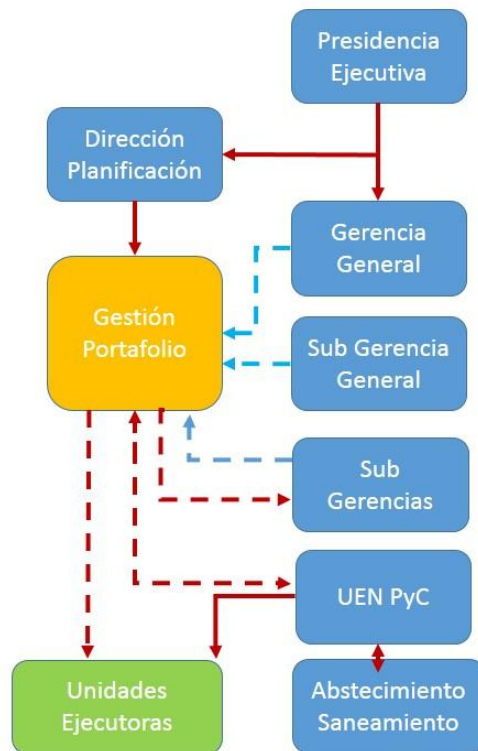 Presidencia
Ejecutiva
Dirección
Planificación
Gerencia
General
Gestión
Portafolio
Sub Gerencia
General
Sub
Gerencias
UEN PyC
Unidades
Ejecutoras
Abstecimiento
Saneamiento